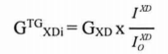 G^TG_XDi = G_XD x I^XD / I_O^XD